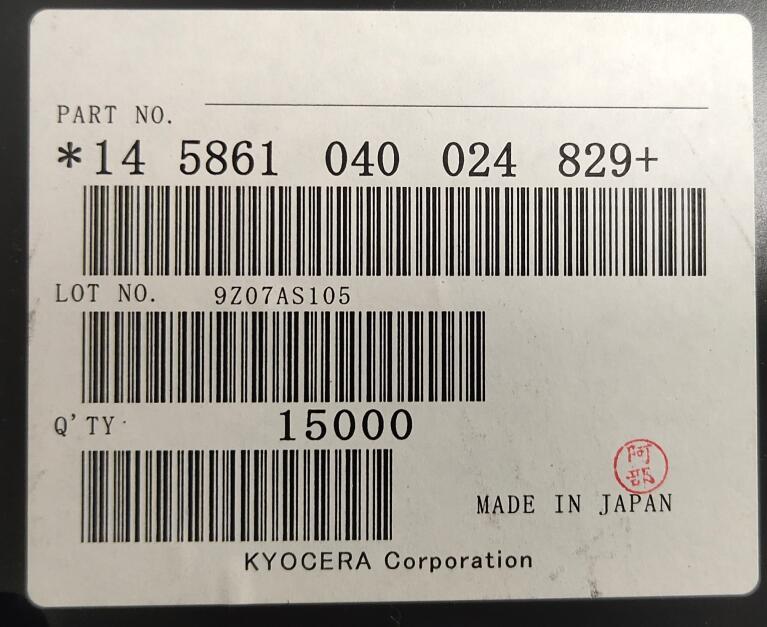 PART NO.
*14 5861 040 024 829+
LOT NO. 9Z07AS105
Q'TY 15000
阿部
MADE IN JAPAN
KYOCERA Corporation